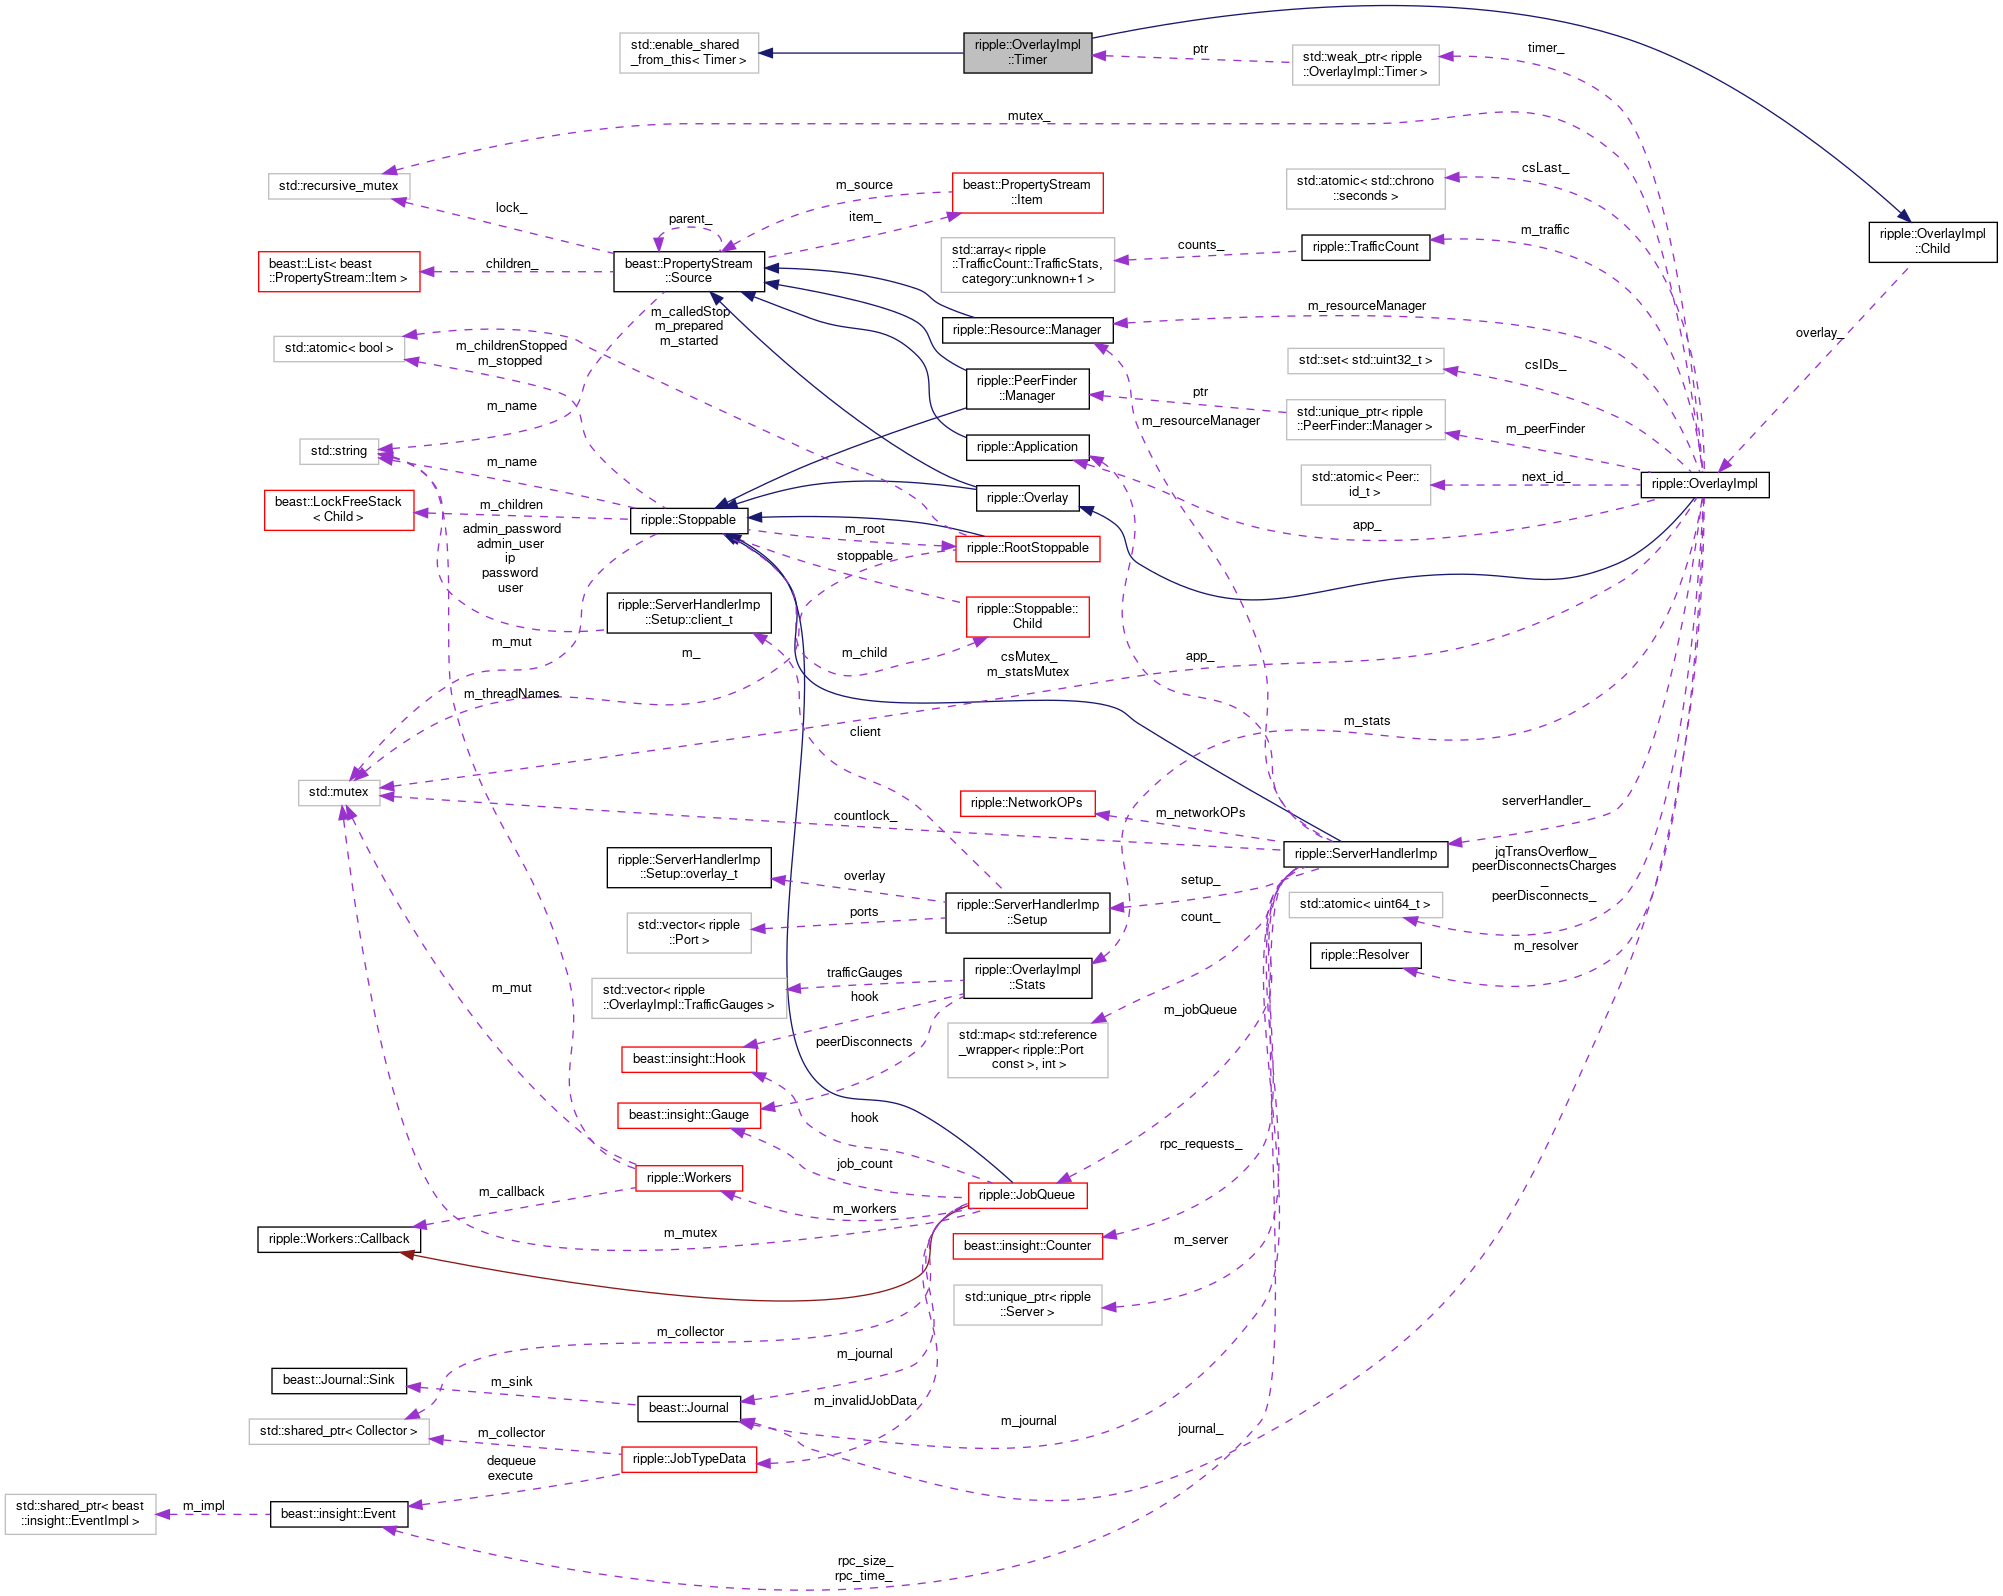 std::enable_shared
_from_this< Timer >
ripple::OverlayImpl
::Timer
ptr
std::weak_ptr< ripple
::OverlayImpl::Timer >
timer_
mutex_
std::recursive_mutex
lock_
parent_
m_source
item_
beast::PropertyStream
::Item
std::atomic< std::chrono
::seconds >
csLast_
m_traffic
ripple::OverlayImpl
::Child
beast::List< beast
::PropertyStream::Item >
children_
beast::PropertyStream
::Source
std::array< ripple
::TrafficCount::TrafficStats,
category::unknown+1 >
counts_
ripple::TrafficCount
m_calledStop
m_prepared
m_started
ripple::Resource::Manager
m_resourceManager
overlay_
std::atomic< bool >
m_childrenStopped
m_stopped
ripple::PeerFinder
::Manager
ptr
std::set< std::uint32_t >
csIDs_
m_name
m_resourceManager
std::unique_ptr< ripple
::PeerFinder::Manager >
m_peerFinder
std::string
m_name
ripple::Application
std::atomic< Peer::
id_t >
next_id_
ripple::OverlayImpl
beast::LockFreeStack
< Child >
m_children
ripple::Stoppable
ripple::Overlay
app_
admin_password
admin_user
ip
password
user
m_root
stoppable
ripple::RootStoppable
ripple::ServerHandlerImp
::Setup::client_t
ripple::Stoppable::
Child
m_mut
m_
m_child
csMutex_
m_statsMutex
app_
m_threadNames
client
m_stats
std::mutex
countlock_
ripple::NetworkOPs
m_networkOPs
serverHandler_
ripple::ServerHandlerImp
jqTransOverflow_
peerDisconnectsCharges
_
peerDisconnects_
ripple::ServerHandlerImp
::Setup::overlay_t
overlay
ripple::ServerHandlerImp
::Setup
setup_
std::atomic< uint64_t >
std::vector< ripple
::Port >
ports
count_
ripple::Resolver
m_resolver
std::vector< ripple
::OverlayImpl::TrafficGauges >
trafficGauges
hook
ripple::OverlayImpl
::Stats
m_mut
m_jobQueue
peerDisconnects
std::map< std::reference
_wrapper< ripple::Port
const >, int >
beast::insight::Hook
beast::insight::Gauge
hook
rpc_requests_
job_count
ripple::Workers
m_callback
m_workers
ripple::JobQueue
ripple::Workers::Callback
m_mutex
beast::insight::Counter
m_server
std::unique_ptr< ripple
::Server >
m_collector
m_journal
beast::Journal::Sink
m_sink
beast::Journal
m_invalidJobData
m_journal
journal_
std::shared_ptr< Collector >
m_collector
ripple::JobTypeData
dequeue
execute
std::shared_ptr< beast
::insight::EventImpl >
m_impl
beast::insight::Event
rpc_size_
rpc_time_